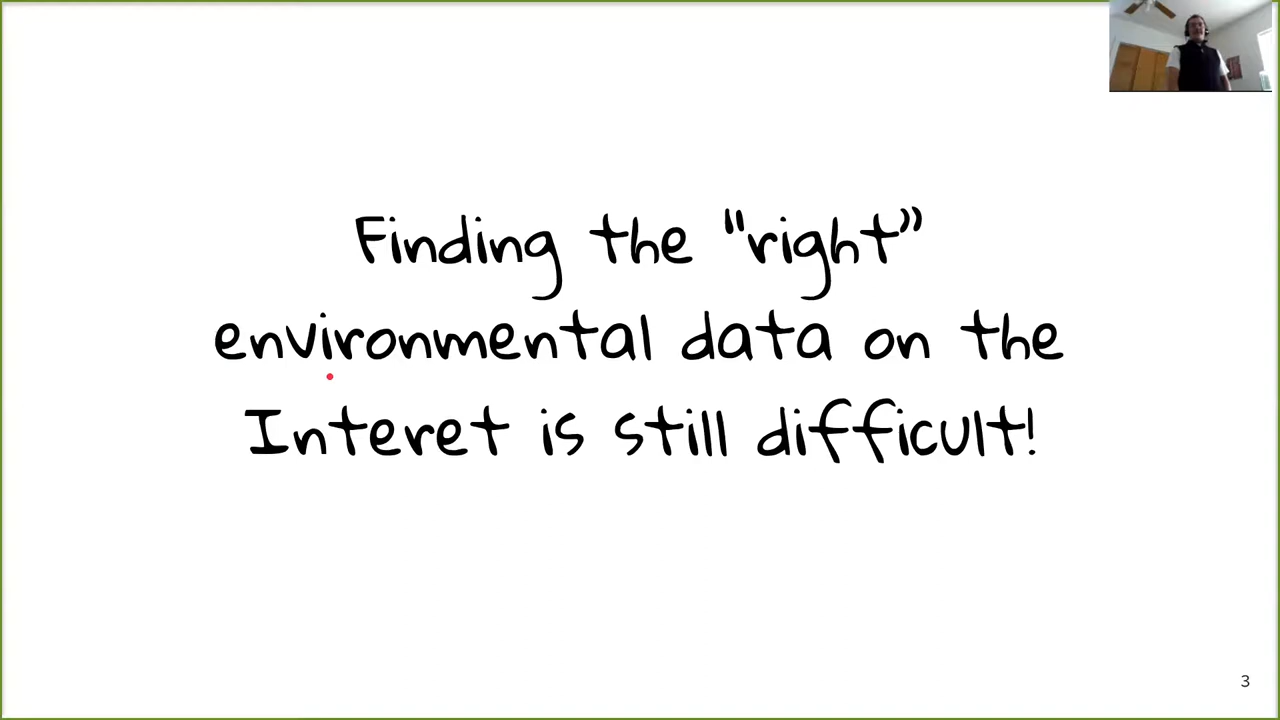 Finding the "right”
environmental data on the
Interet is still difficult!
3